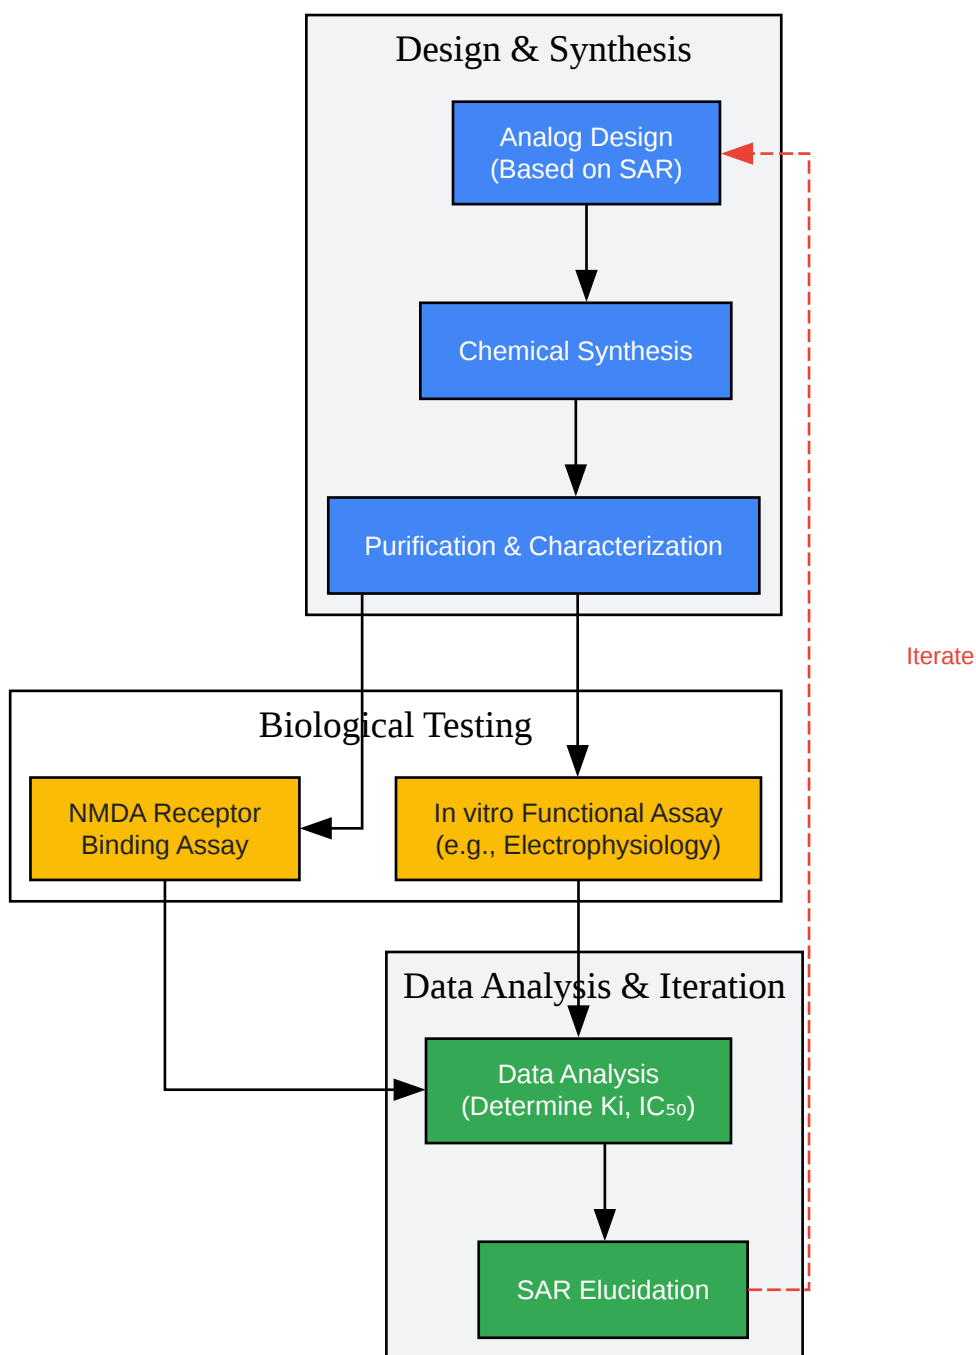 Design & Synthesis
Analog Design
(Based on SAR)
Chemical Synthesis
Purification & Characterization
Iterate
Biological Testing
NMDA Receptor
Binding Assay
In vitro Functional Assay
(e.g., Electrophysiology)
Data Analysis & Iteration
Data Analysis
(Determine Ki, IC₅₀)
SAR Elucidation